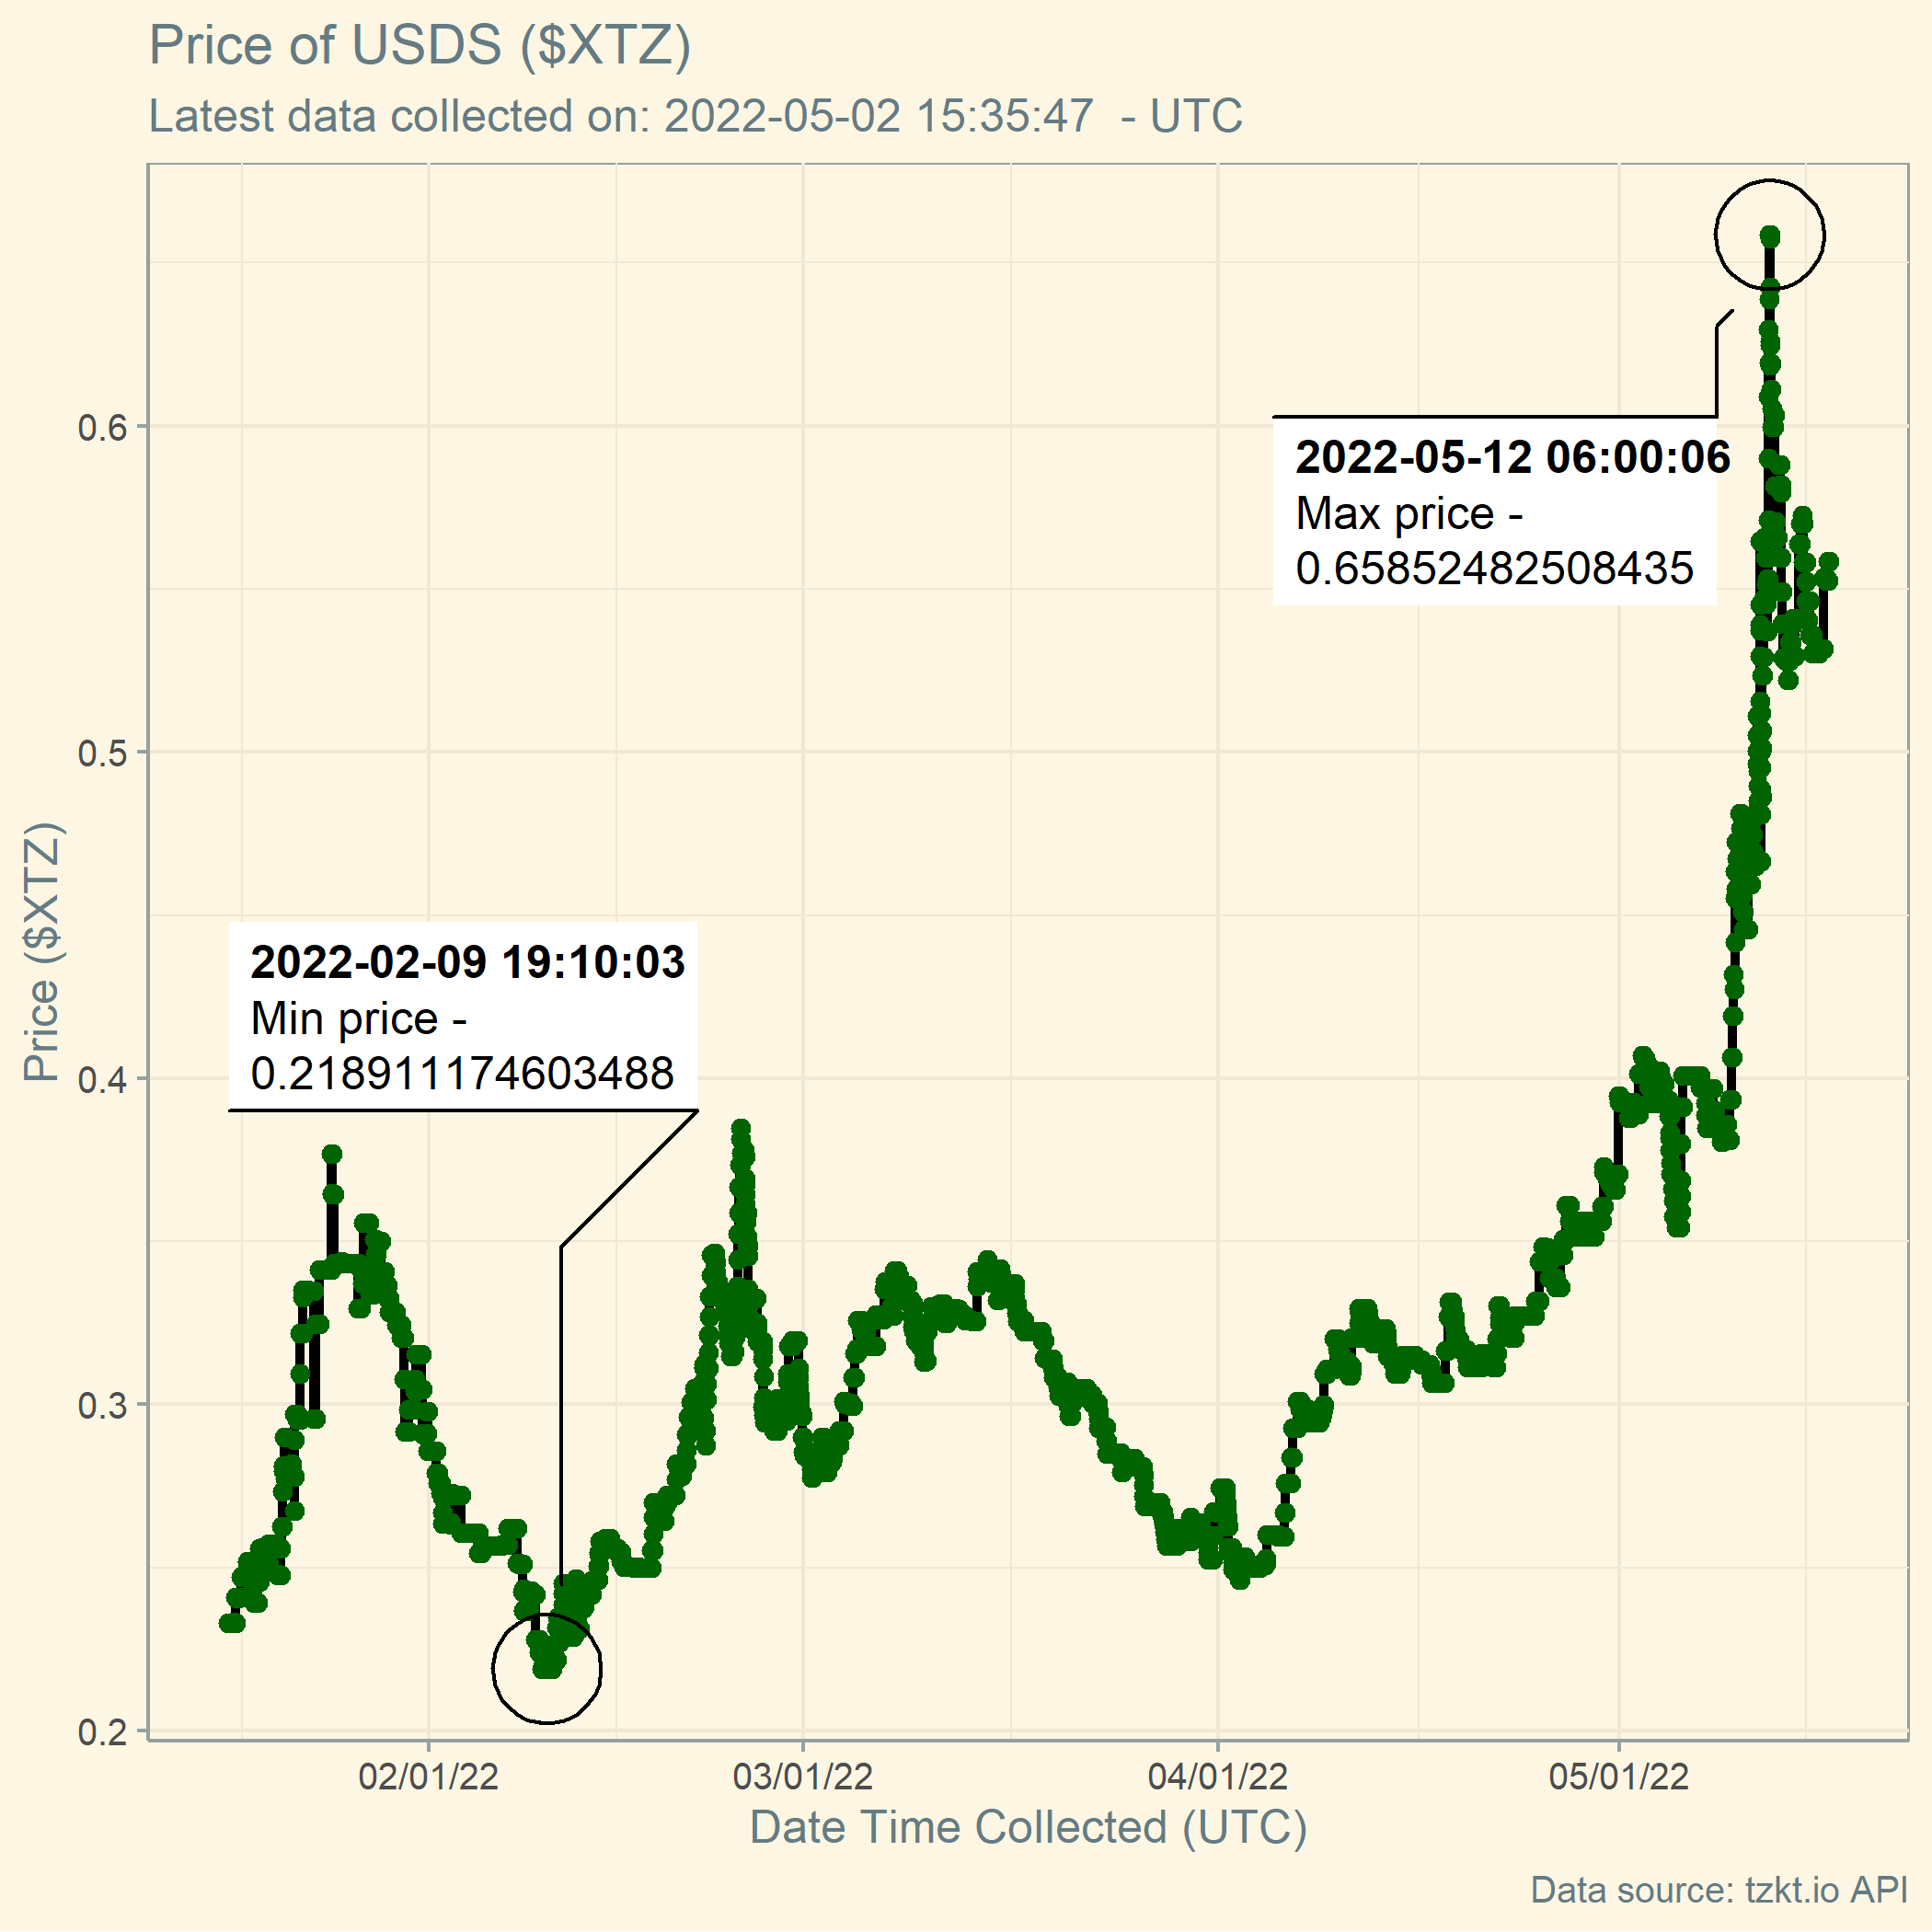 Price of USDS ($XTZ)
Latest data collected on: 2022-05-02 15:35:47  - UTC
2022-05-12 06:00:06
Max price -
0.65852482508435
2022-02-09 19:10:03
Min price -
0.218911174603488
Price ($XTZ)
0.6
0.5
0.4
0.3
0.2
02/01/22
03/01/22
04/01/22
05/01/22
Date Time Collected (UTC)
Data source: tzkt.io API